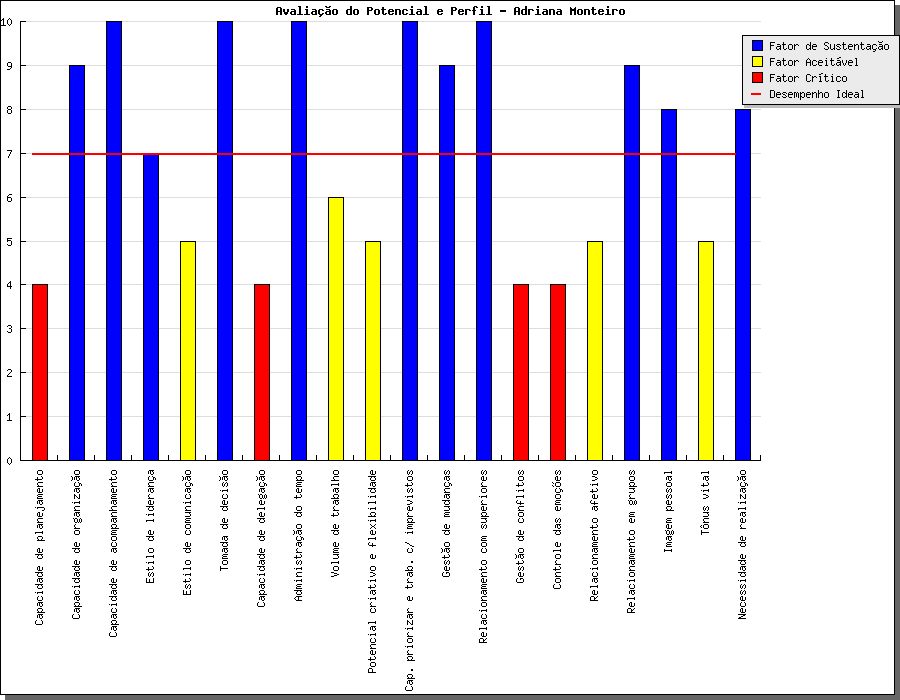 Avaliação do Potencial e Perfil - Adriana Monteiro
Fator de Sustentação
Fator Aceitável
Fator Crítico
Desempenho Ideal
10
9
8
7
6
5
4
3
2
1
0
Capacidade de planejamento
Capacidade de organização
Capacidade de acompanhamento
Estilo de liderança
Estilo de comunicação
Tomada de decisão
Capacidade de delegação
Administração do tempo
Volume de trabalho
Potencial criativo e flexibilidade
Cap. priorizar e trab. c/ imprevistos
Gestão de mudanças
Relacionamento com superiores
Gestão de conflitos
Controle das emoções
Relacionamento afetivo
Relacionamento em grupos
Imagem pessoal
Tônus vital
Necessidade de realização